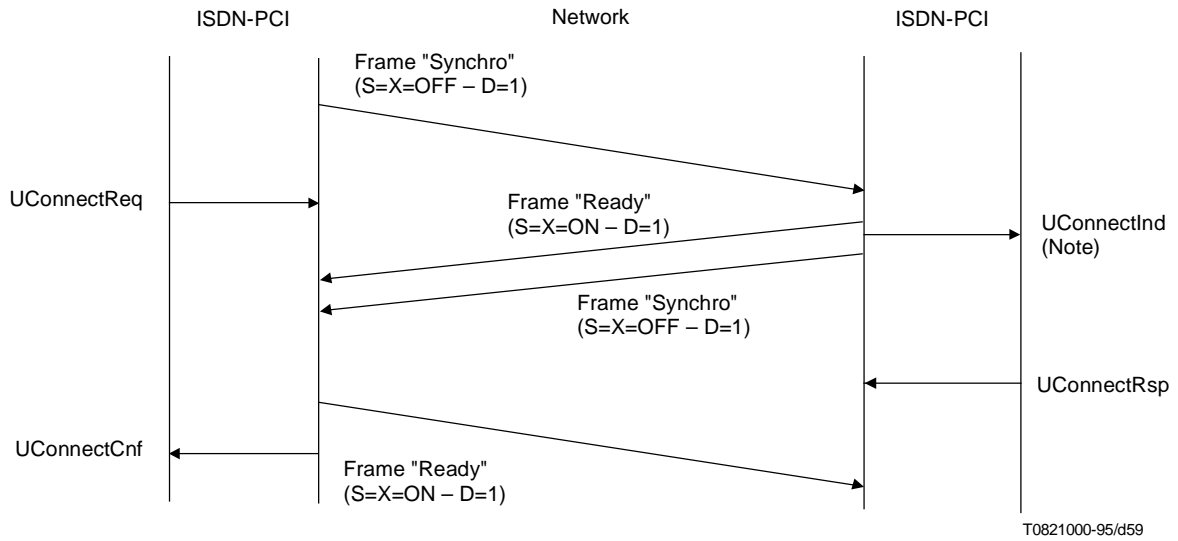 ISDN-PCI
Network
ISDN-PCI
Frame "Synchro"
(S=X=OFF – D=1)
UConnectReq
Frame "Ready"
(S=X=ON – D=1)
UConnectInd
(Note)
Frame "Synchro"
(S=X=OFF – D=1)
UConnectRsp
UConnectCnf
Frame "Ready"
(S=X=ON – D=1)
T0821000-95/d59